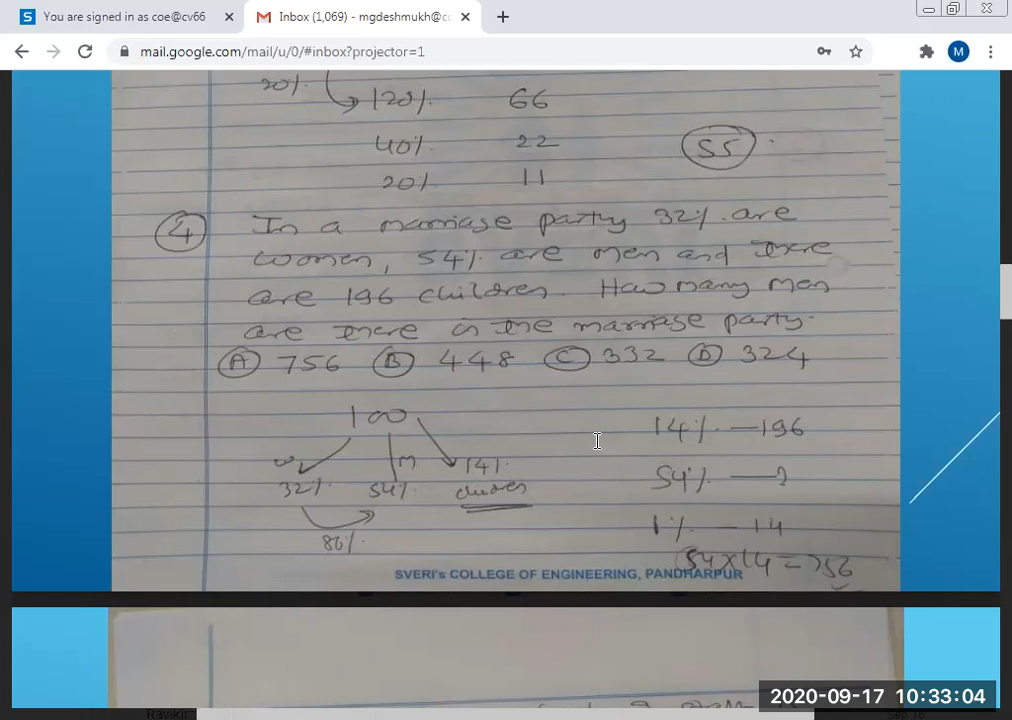 You are signed in as coe@cv66
Inbox (1,069) - mgdeshmukh@cc
mail.google.com/mail/u/0/#inbox?projector=1
M
20%. 120%. 66
40%. 22
55
20% 11
4 In a marriage party 32%. are
women, 54% are men and there
are 196 children. How many men
are there in the marriage party.
A 756 B 448 C 332 D 324
100
14% — 196
w m 14%.
32%. 54% children
54% — ?
86%.
1% — 14
54x14 = 756
SVERI's COLLEGE OF ENGINEERING, PANDHARPUR
2020-09-17 10:33:04